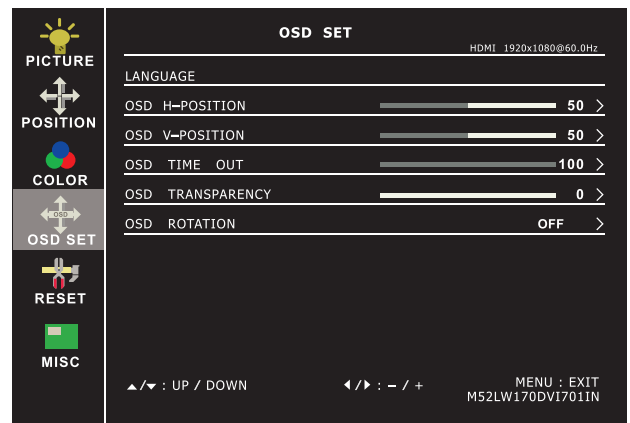 PICTURE
POSITION
COLOR
OSD
OSD SET
RESET
MISC
OSD SET
HDMI 1920x1080@60.0Hz
LANGUAGE
OSD H–POSITION 50 >
OSD V–POSITION 50 >
OSD TIME OUT 100 >
OSD TRANSPARENCY 0 >
OSD ROTATION OFF >
▲/▼ : UP / DOWN ◀/▶ : – / + MENU : EXIT
M52LW170DVI701IN